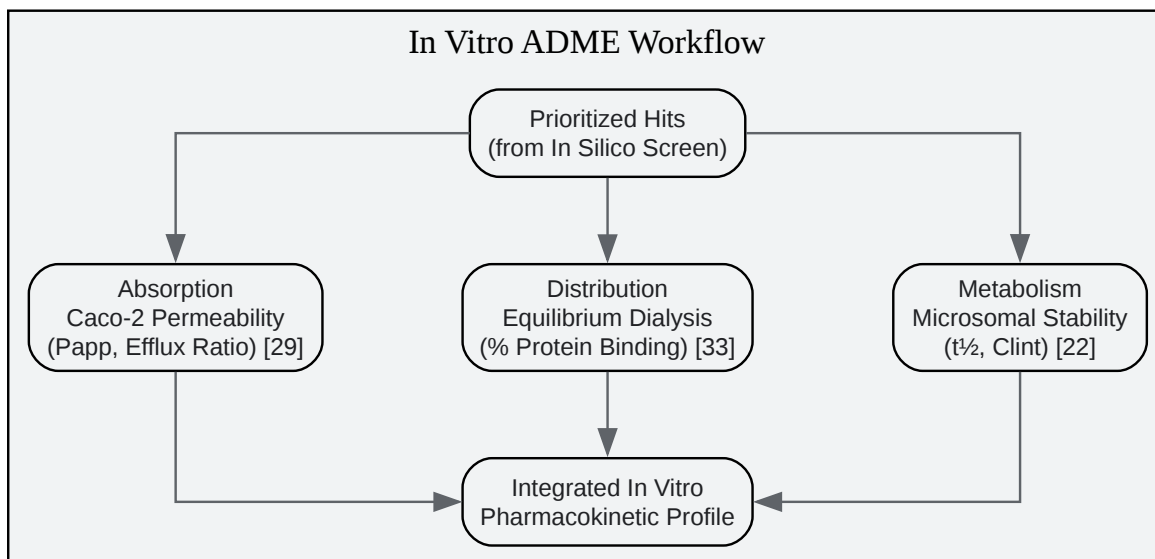 In Vitro ADME Workflow
Prioritized Hits
(from In Silico Screen)
Absorption
Caco-2 Permeability
(Papp, Efflux Ratio) [29]
Distribution
Equilibrium Dialysis
(% Protein Binding) [33]
Metabolism
Microsomal Stability
(t½, Clint) [22]
Integrated In Vitro
Pharmacokinetic Profile